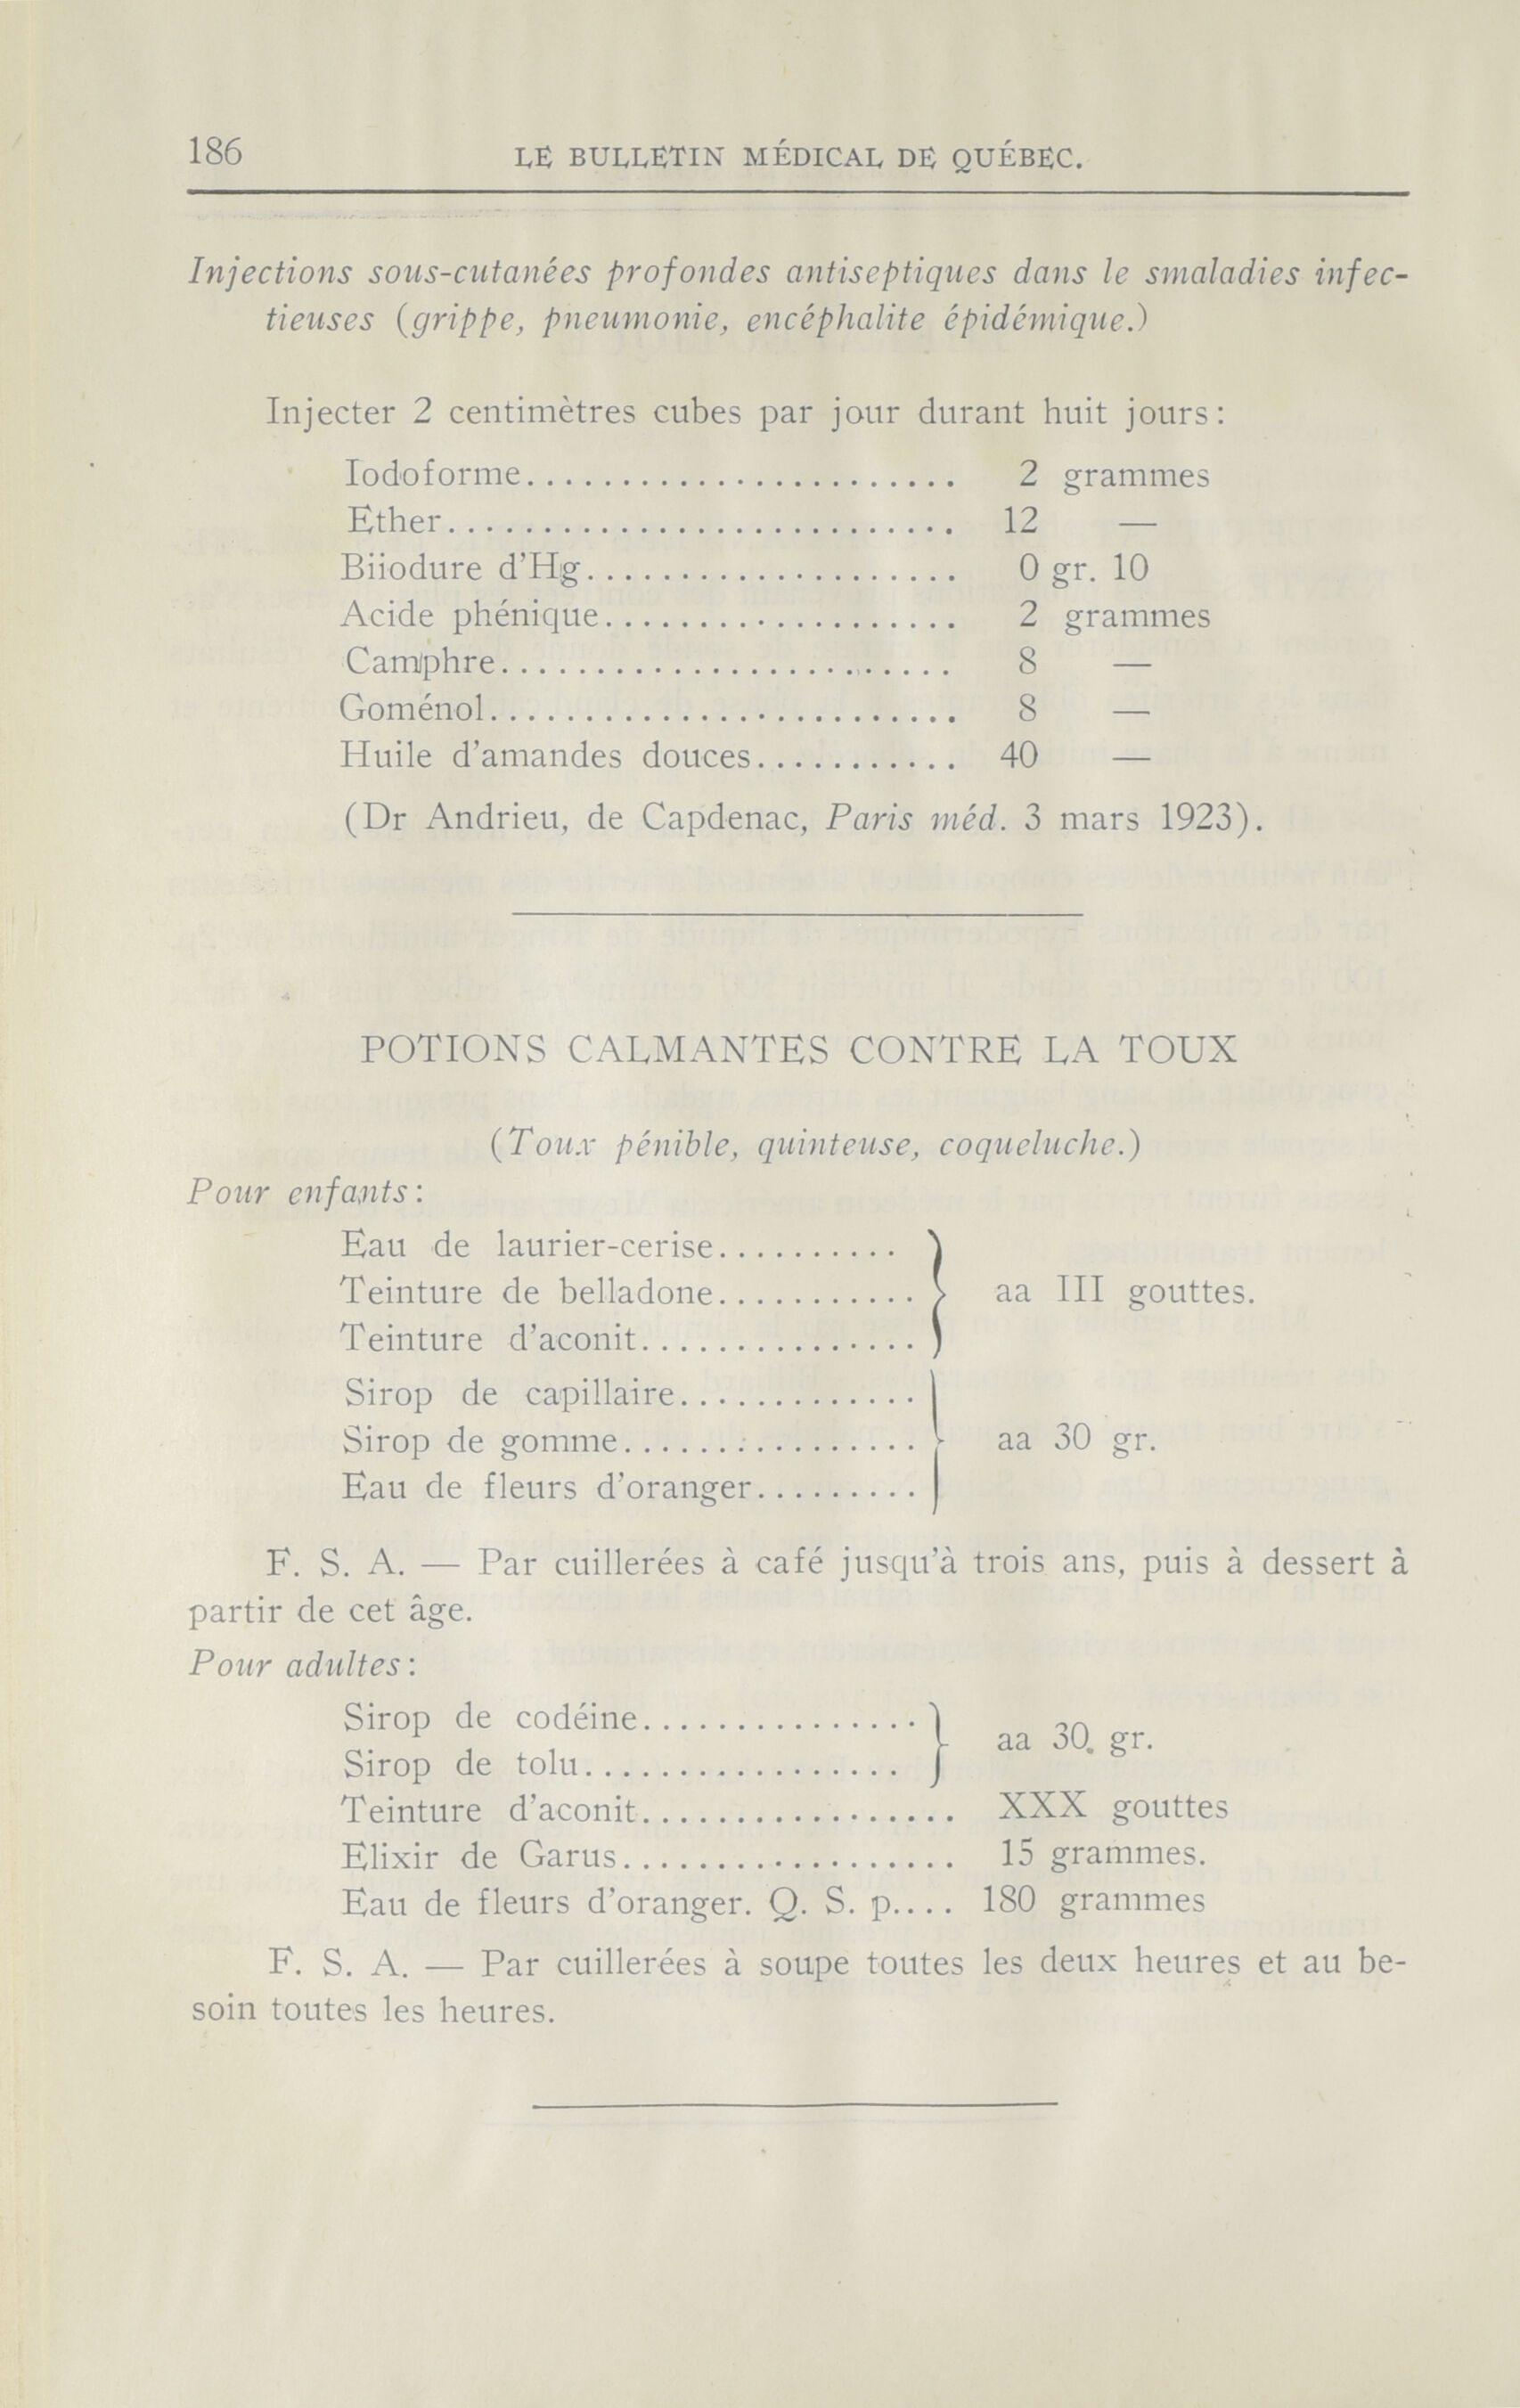 186
LE BULLETIN MÉDICAL DE QUÉBEC.
Injections sous-cutanées profondes antiseptiques dans le smaladies infec-
tieuses (grippe, pneumonie, encéphalite épidémique.)
Injecter 2 centimètres cubes par jour durant huit jours:
Iodoforme....................... 2 grammes
Ether........................... 12 —
Biiodure d'Hg.................... 0 gr. 10
Acide phénique................... 2 grammes
Camphre........................ 8 —
Goménol......................... 8 —
Huile d'amandes douces........... 40 —
(Dr Andrieu, de Capdenac, Paris méd. 3 mars 1923).
POTIONS CALMANTES CONTRE LA TOUX
(Toux pénible, quinteuse, coqueluche.)
Pour enfants:
Eau de laurier-cerise..........
Teinture de belladone........... } aa III gouttes.
Teinture d'aconit...............
Sirop de capillaire.............
Sirop de gomme................ } aa 30 gr.
Eau de fleurs d'oranger.........
F. S. A. — Par cuillerées à café jusqu'à trois ans, puis à dessert à
partir de cet âge.
Pour adultes:
Sirop de codéine............... } aa 30. gr.
Sirop de tolu.................
Teinture d'aconit................. XXX gouttes
Elixir de Garus.................. 15 grammes.
Eau de fleurs d'oranger. Q. S. p.... 180 grammes
F. S. A. — Par cuillerées à soupe toutes les deux heures et au be-
soin toutes les heures.